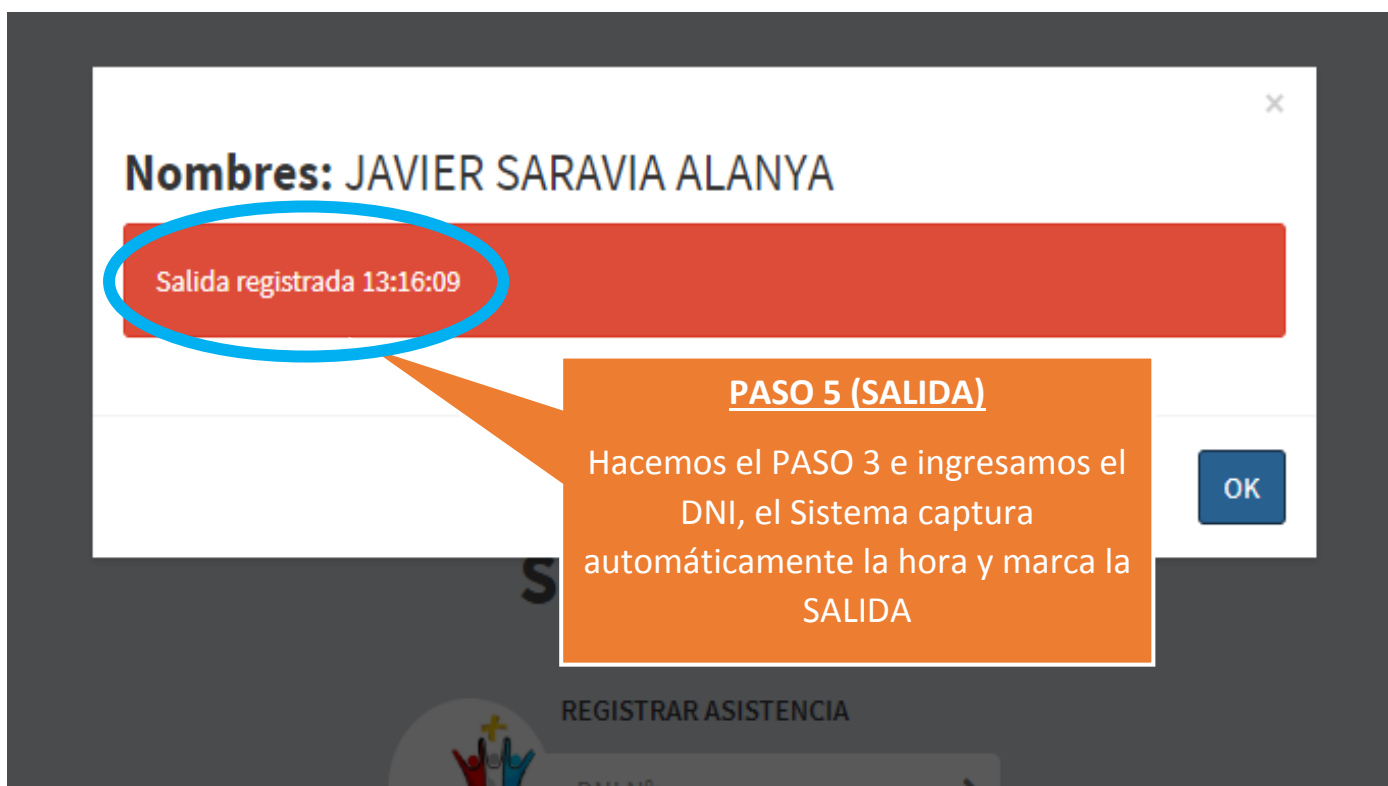 ×
Nombres: JAVIER SARAVIA ALANYA
Salida registrada 13:16:09
PASO 5 (SALIDA)
Hacemos el PASO 3 e ingresamos el
DNI, el Sistema captura
automáticamente la hora y marca la
SALIDA
OK
S
REGISTRAR ASISTENCIA